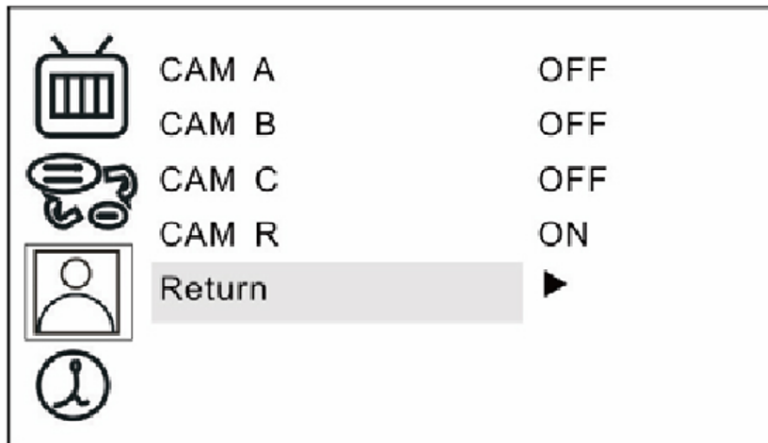 CAM A OFF
CAM B OFF
CAM C OFF
CAM R ON
Return ▶